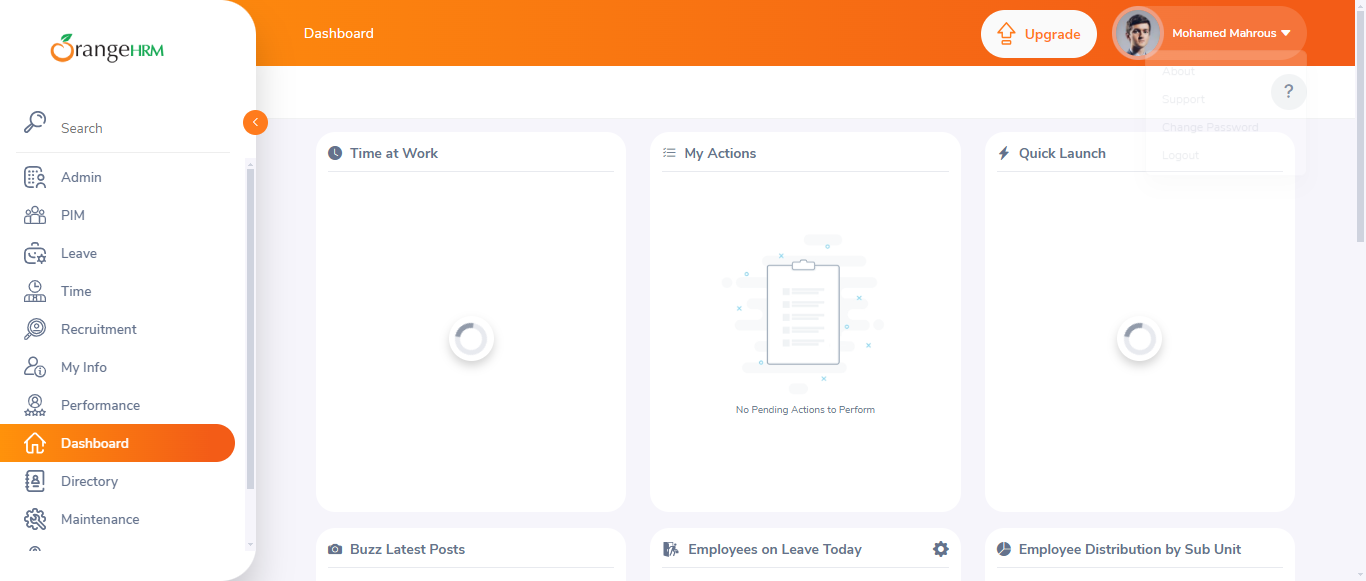 OrangeHRM
Search
Admin
PIM
Leave
Time
Recruitment
My Info
Performance
Dashboard
Directory
Maintenance
Dashboard
Upgrade
Mohamed Mahrous
About
Support
Change Password
Logout
?
Time at Work
My Actions
No Pending Actions to Perform
Quick Launch
Buzz Latest Posts
Employees on Leave Today
Employee Distribution by Sub Unit